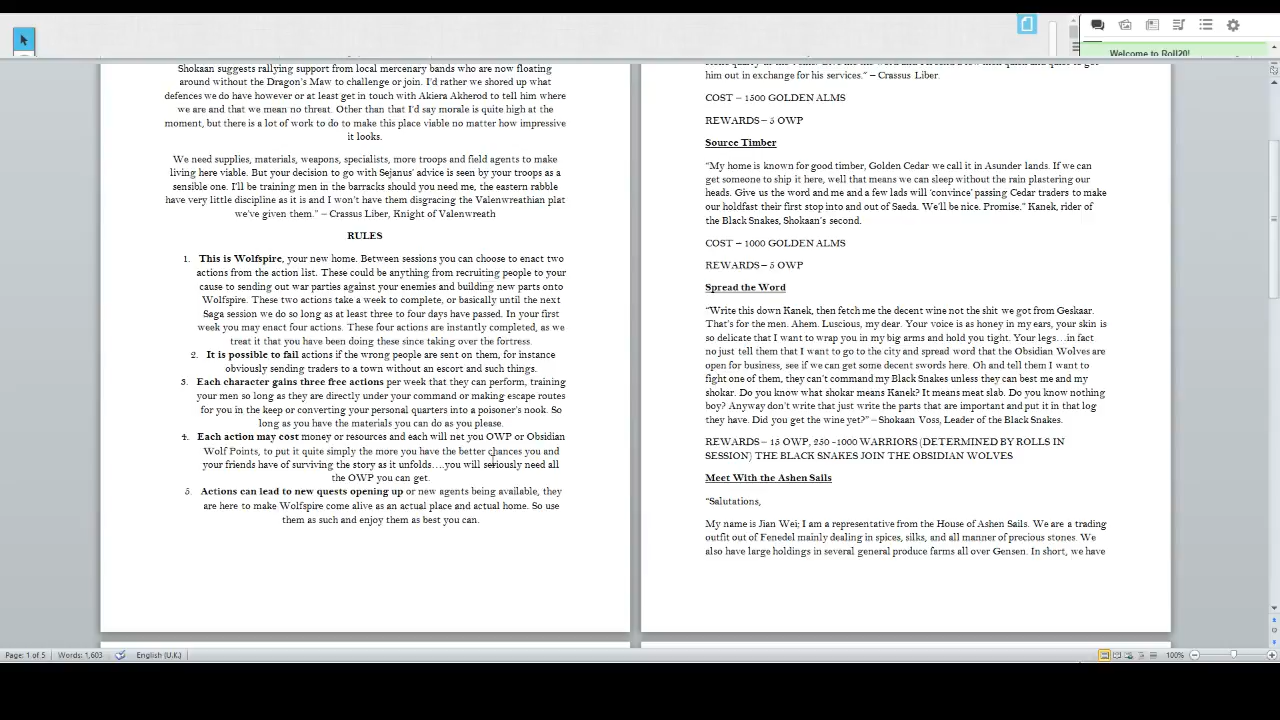 Welcome to Roll20!
Shokaan suggests rallying support from local mercenary bands who are now floating
around without the Dragon's Maw to challenge or join. I'd rather we shored up what
defences we do have however or at least get in touch with Akiera Akherod to tell him where
we are and that we mean no threat. Other than that I'd say morale is quite high at the
moment, but there is a lot of work to do to make this place viable no matter how impressive
it looks.
We need supplies, materials, weapons, specialists, more troops and field agents to make
living here viable. But your decision to go with Sejanus' advice is seen by your troops as a
sensible one. I'll be training men in the barracks should you need me, the eastern rabble
have very little discipline as it is and I won't have them disgracing the Valenwreathian plat
we've given them." – Crassus Liber, Knight of Valenwreath
RULES
1. This is Wolfspire, your new home. Between sessions you can choose to enact two
actions from the action list. These could be anything from recruiting people to your
cause to sending out war parties against your enemies and building new parts onto
Wolfspire. These two actions take a week to complete, or basically until the next
Saga session we do so long as at least three to four days have passed. In your first
week you may enact four actions. These four actions are instantly completed, as we
treat it that you have been doing these since taking over the fortress.
2. It is possible to fail actions if the wrong people are sent on them, for instance
obviously sending traders to a town without an escort and such things.
3. Each character gains three free actions per week that they can perform, training
your men so long as they are directly under your command or making escape routes
for you in the keep or converting your personal quarters into a poisoner's nook. So
long as you have the materials you can do as you please.
4. Each action may cost money or resources and each will net you OWP or Obsidian
Wolf Points, to put it quite simply the more you have the better chances you and
your friends have of surviving the story as it unfolds….you will seriously need all
the OWP you can get.
5. Actions can lead to new quests opening up or new agents being available, they
are here to make Wolfspire come alive as an actual place and actual home. So use
them as such and enjoy them as best you can.
him out in exchange for his services." – Crassus Liber.
COST – 1500 GOLDEN ALMS
REWARDS – 5 OWP
Source Timber
"My home is known for good timber, Golden Cedar we call it in Asunder lands. If we can
get someone to ship it here, well that means we can sleep without the rain plastering our
heads. Give us the word and me and a few lads will 'convince' passing Cedar traders to make
our holdfast their first stop into and out of Saeda. We'll be nice. Promise." Kanek, rider of
the Black Snakes, Shokaan's second.
COST – 1000 GOLDEN ALMS
REWARDS – 5 OWP
Spread the Word
"Write this down Kanek, then fetch me the decent wine not the shit we got from Geskaar.
That's for the men. Ahem. Luscious, my dear. Your voice is as honey in my ears, your skin is
so delicate that I want to wrap you in my big arms and hold you tight. Your legs…in fact
no just tell them that I want to go to the city and spread word that the Obsidian Wolves are
open for business, see if we can get some decent swords here. Oh and tell them I want to
fight one of them, they can't command my Black Snakes unless they can best me and my
shokar. Do you know what shokar means Kanek? It means meat slab. Do you know nothing
boy? Anyway don't write that just write the parts that are important and put it in that log
they have. Did you get the wine yet?" – Shokaan Voss, Leader of the Black Snakes.
REWARDS – 15 OWP, 250 -1000 WARRIORS (DETERMINED BY ROLLS IN
SESSION) THE BLACK SNAKES JOIN THE OBSIDIAN WOLVES
Meet With the Ashen Sails
"Salutations,
My name is Jian Wei; I am a representative from the House of Ashen Sails. We are a trading
outfit out of Fenedel mainly dealing in spices, silks, and all manner of precious stones. We
also have large holdings in several general produce farms all over Gensen. In short, we have
Page: 1 of 5 Words: 1,603 English (U.K.) 100%